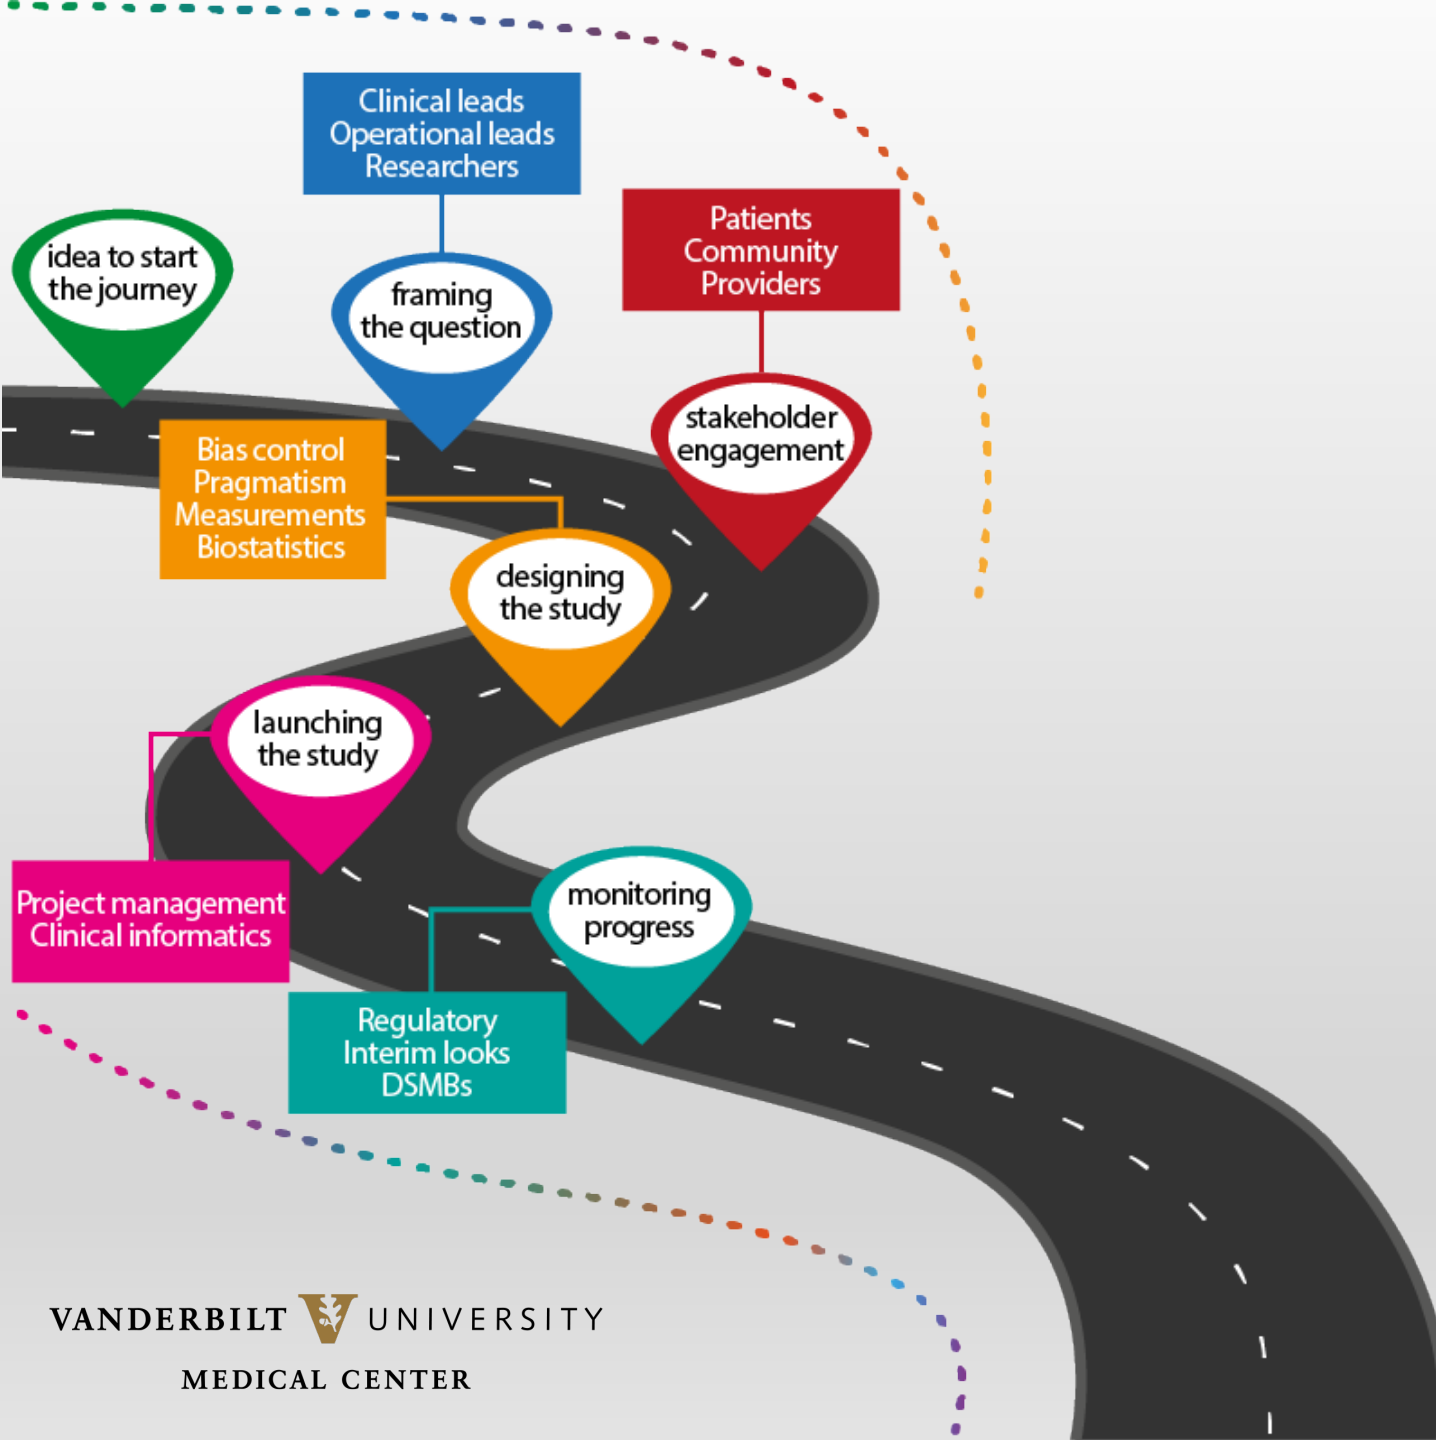 Clinical leads
Operational leads
Researchers
Patients
Community
Providers
idea to start
the journey
framing
the question
stakeholder
engagement
Bias control
Pragmatism
Measurements
Biostatistics
designing
the study
launching
the study
Project management
Clinical informatics
monitoring
progress
Regulatory
Interim looks
DSMBs
VANDERBILT V UNIVERSITY
MEDICAL CENTER